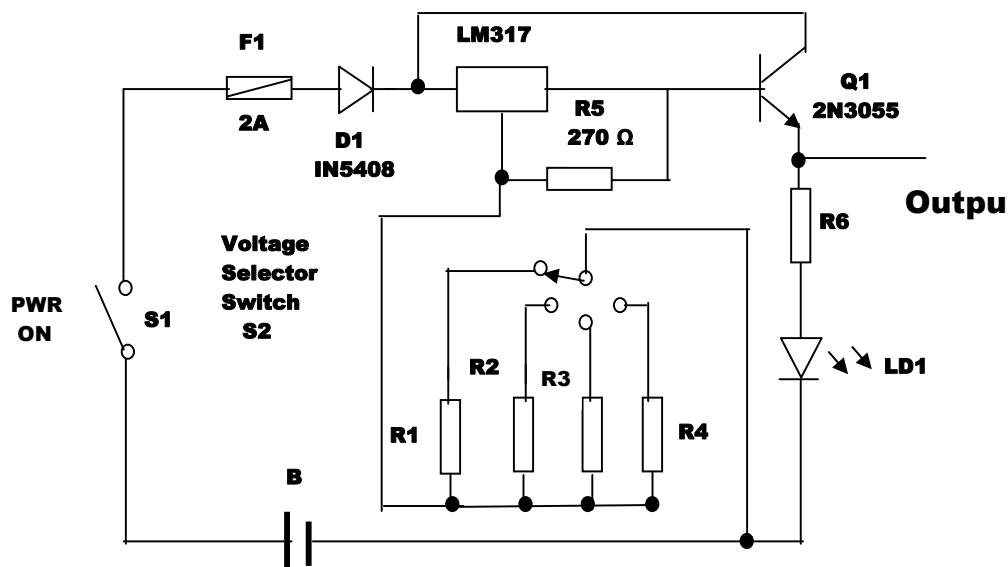 LM317
F1
2A
D1
IN5408
R5
270 Ω
Q1
2N3055
Outpu
R6
Voltage
Selector
Switch
S2
PWR
ON
S1
R2
R3
LD1
R1
R4
B